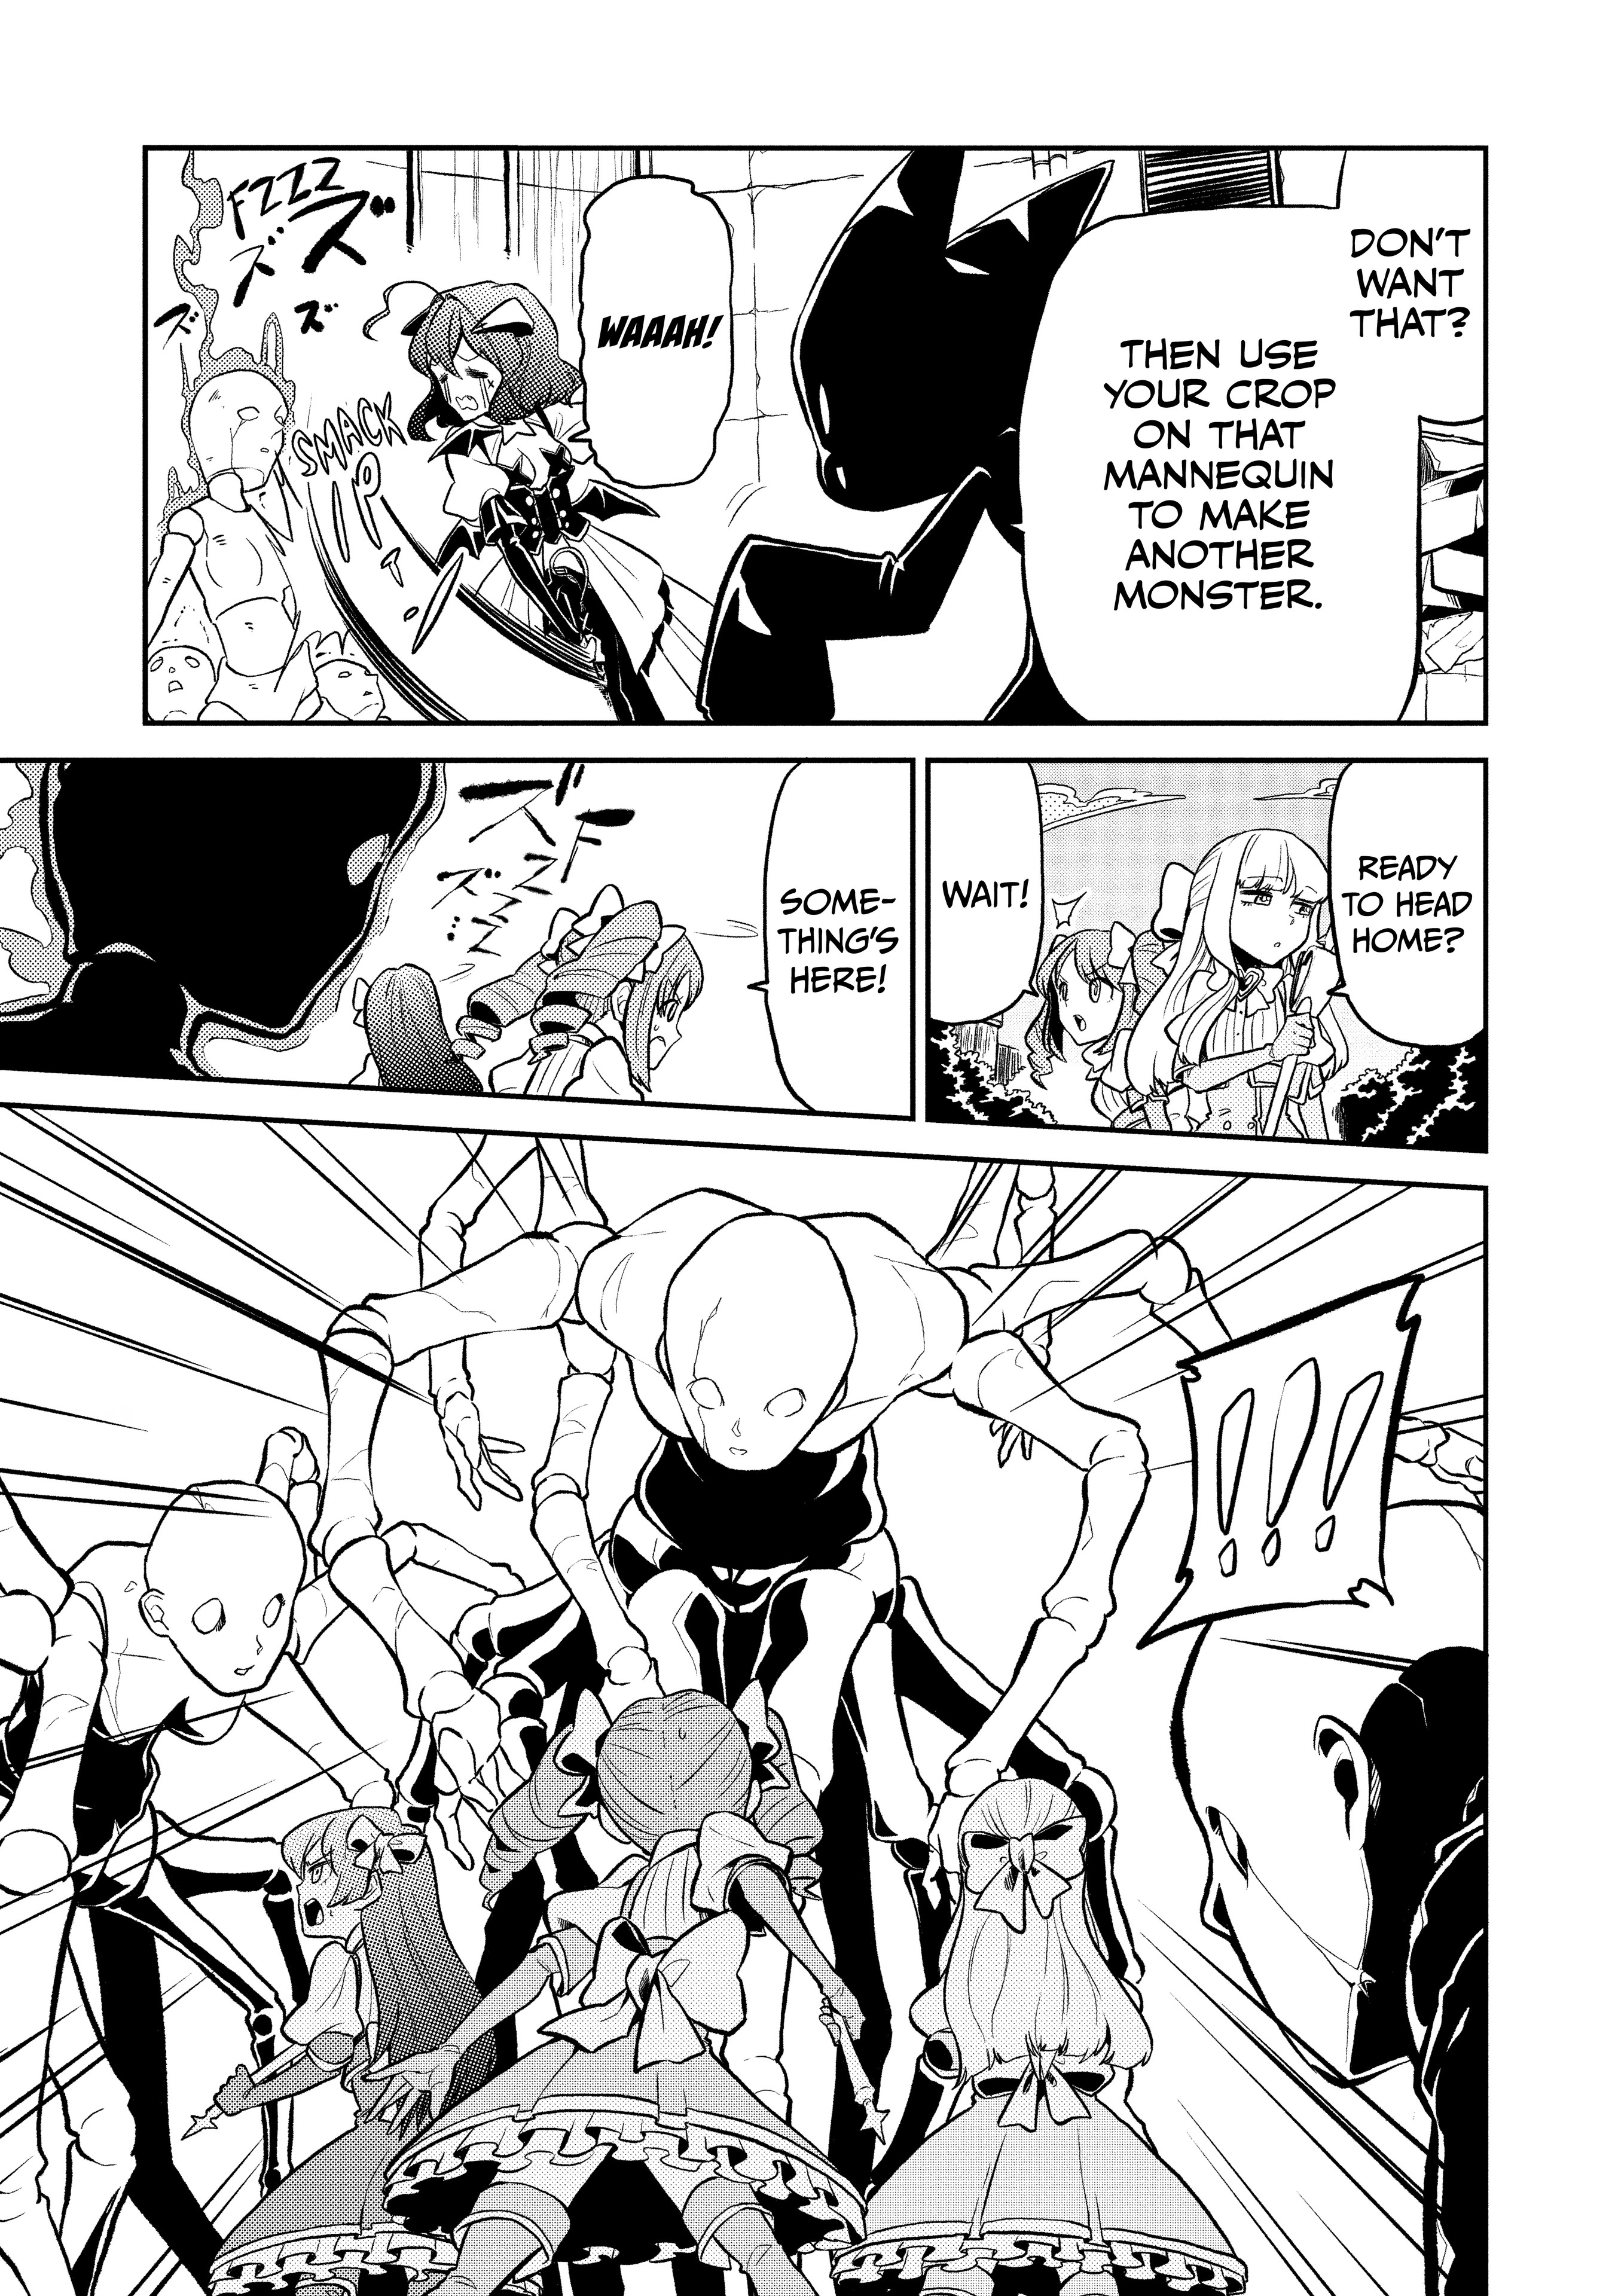 DON'T
WANT
THAT?
THEN USE
YOUR CROP
ON THAT
MANNEQUIN
TO MAKE
ANOTHER
MONSTER.
WAAAH!
SMACK
FZZZ
ズズ
ズ
ズ
READY
TO HEAD
HOME?
WAIT!
SOME-
THING'S
HERE!
!!!